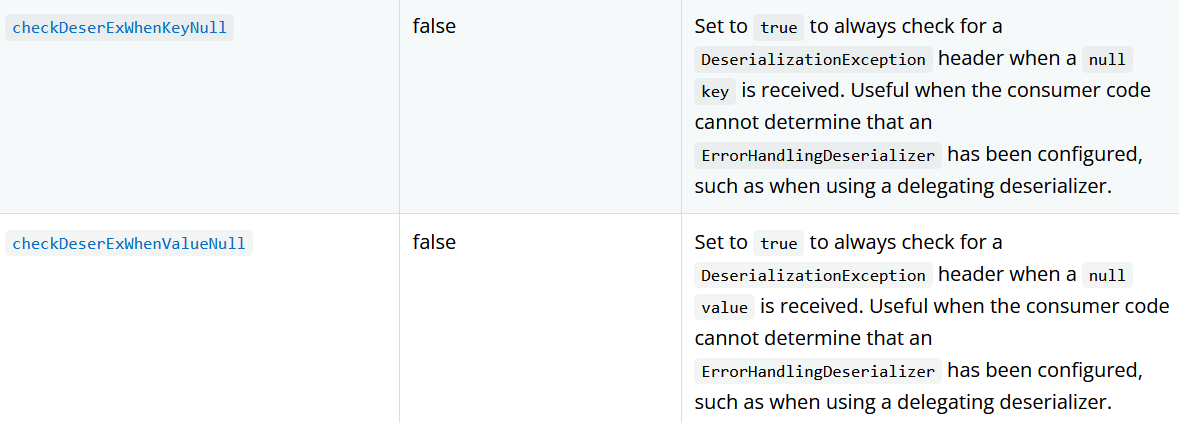 checkDeserExWhenKeyNull
false
Set to true to always check for a
DeserializationException header when a null
key is received. Useful when the consumer code
cannot determine that an
ErrorHandlingDeserializer has been configured,
such as when using a delegating deserializer.
checkDeserExWhenValueNull
false
Set to true to always check for a
DeserializationException header when a null
value is received. Useful when the consumer code
cannot determine that an
ErrorHandlingDeserializer has been configured,
such as when using a delegating deserializer.